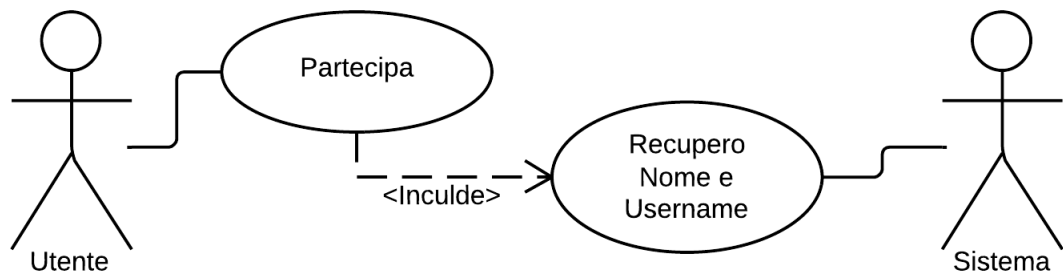 Partecipa
Recupero
Nome e
Username
<Inculde>
Utente
Sistema